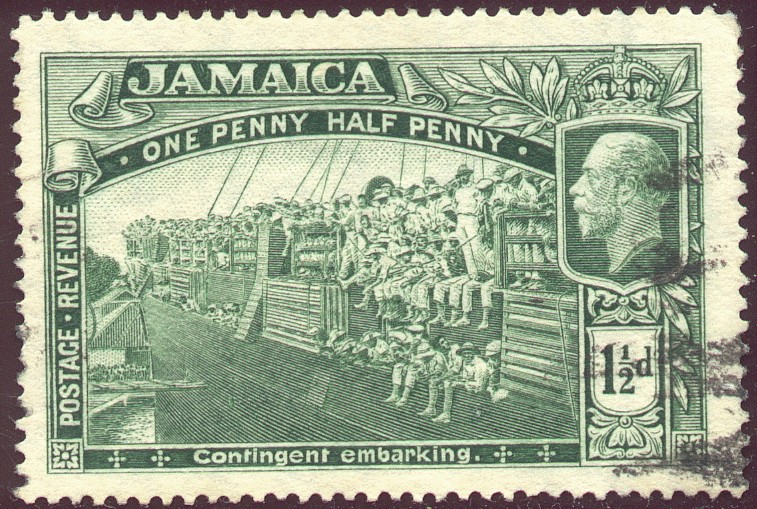 JAMAICA
· ONE PENNY HALF PENNY ·
POSTAGE · REVENUE
1½d
Contingent embarking.